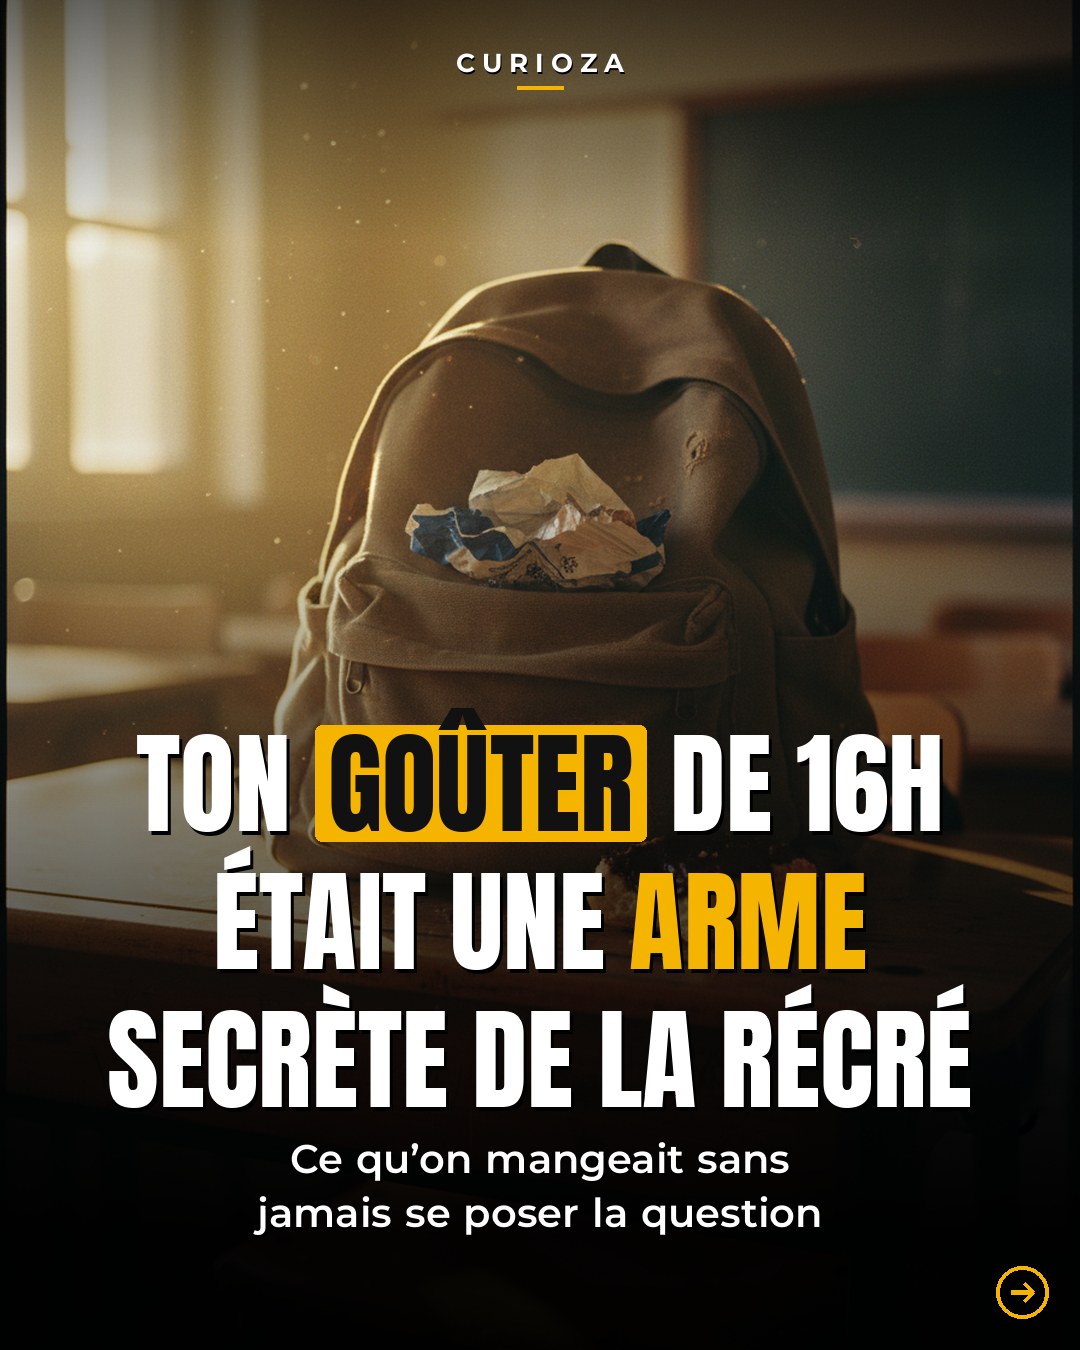 CURIOZA
TON GOÛTER DE 16H
ÉTAIT UNE ARME
SECRÈTE DE LA RÉCRÉ
Ce qu’on mangeait sans
jamais se poser la question